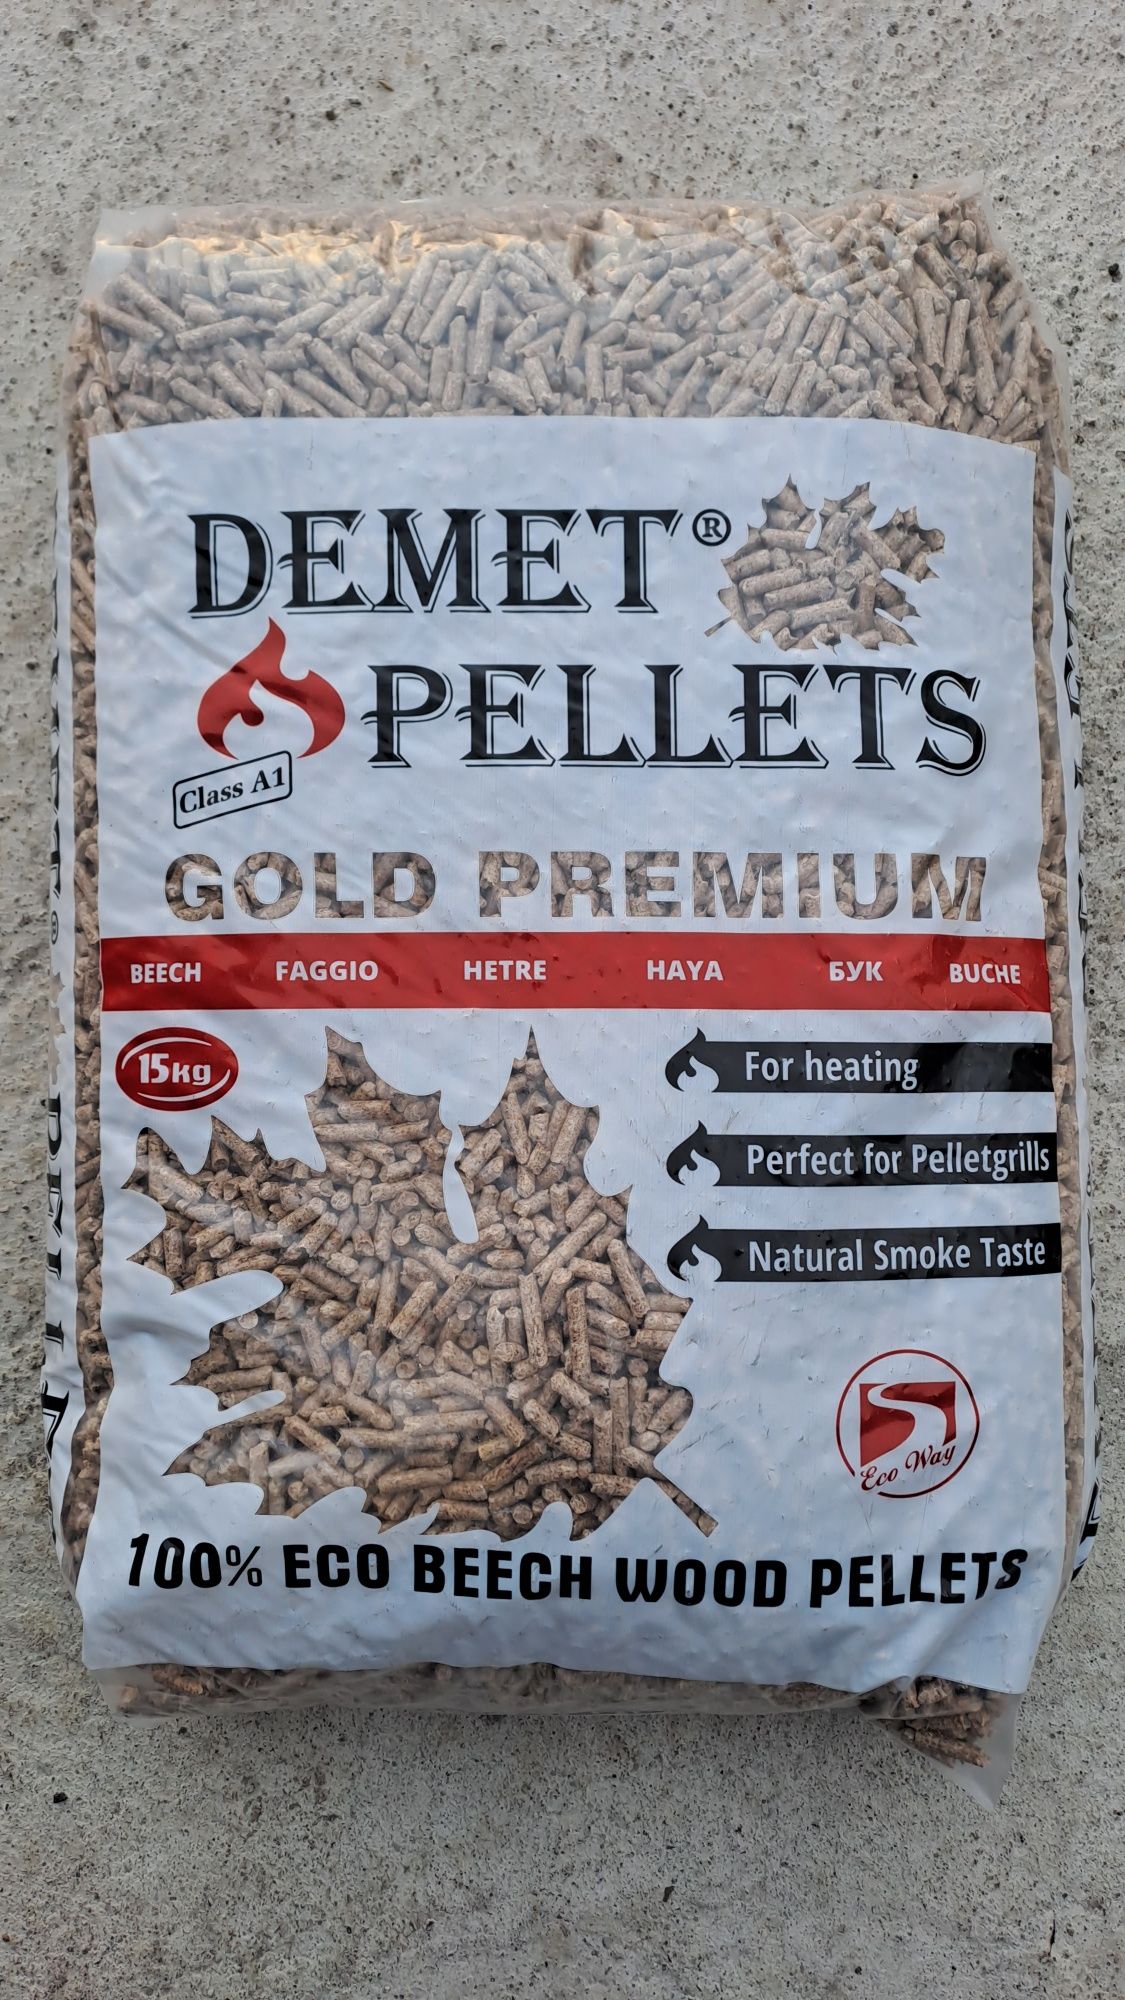 DEMET®
PELLETS
Class A1
GOLD PREMIUM
BEECH FAGGIO HETRE HAYA БУК BUCHE
15kg
For heating
Perfect for Pelletgrills
Natural Smoke Taste
Eco Way
100% ECO BEECH WOOD PELLETS